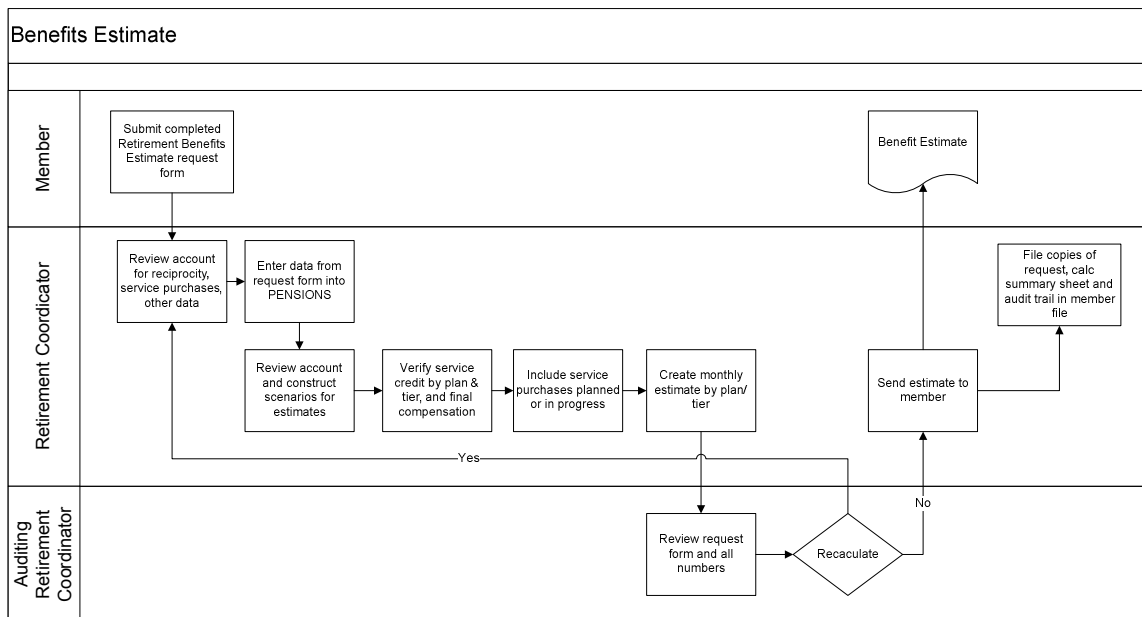 Benefits Estimate
Member
Submit completed
Retirement Benefits
Estimate request
form
Benefit Estimate
Retirement Coordicator
Review account
for reciprocity,
service purchases,
other data
Enter data from
request form into
PENSIONS
File copies of
request, calc
summary sheet and
audit trail in member
file
Review account
and construct
scenarios for
estimates
Verify service
credit by plan &
tier, and final
compensation
Include service
purchases planned
or in progress
Create monthly
estimate by plan/
tier
Send estimate to
member
Yes
No
Auditing
Retirement
Coordinator
Review request
form and all
numbers
Recaculate